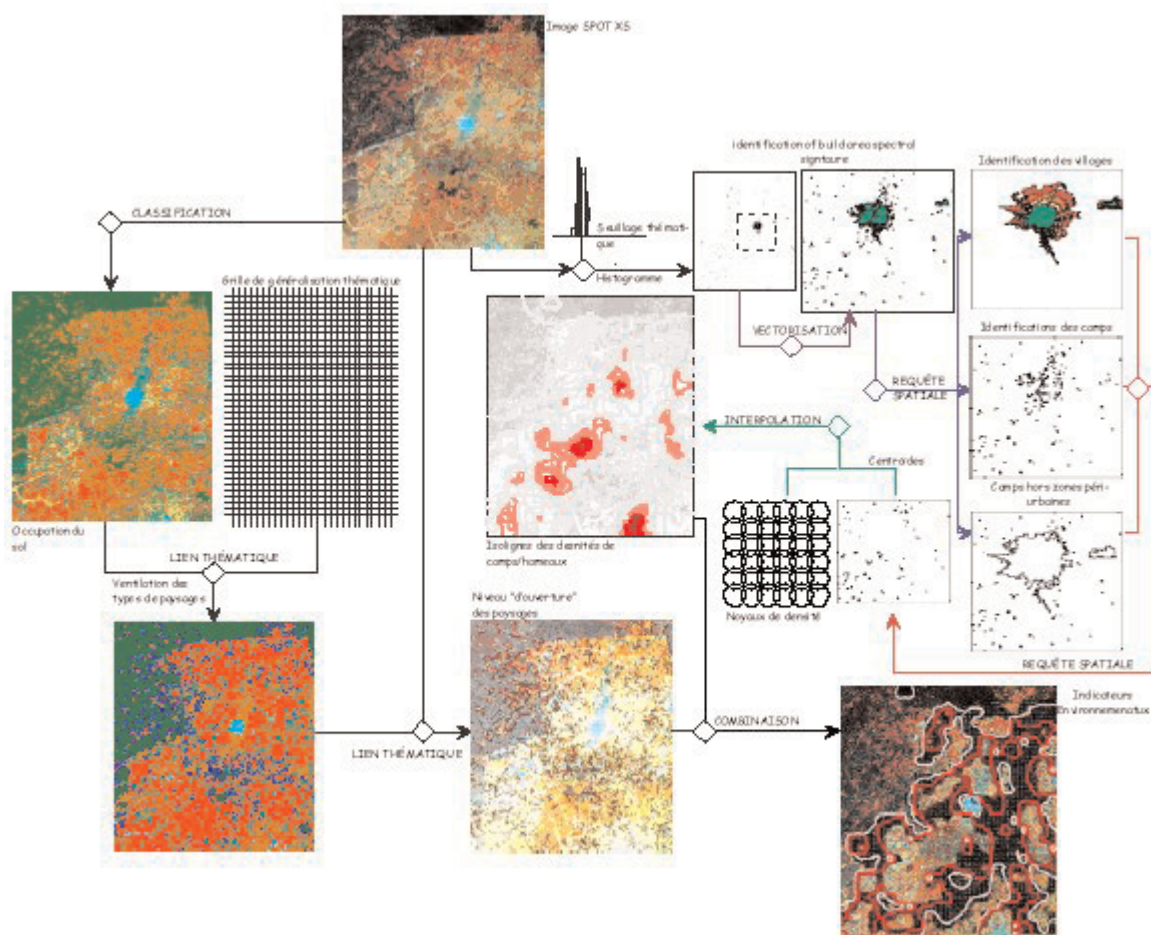 Image SPOT XS
identification of build area spectral
signtaure
Identification des villages
CLASSIFICATION
Seuillage thémat-
ique
Histogramme
Grille de généralisation thématique
VECTORISATION
Identifications des camps
REQUÊTE
SPATIALE
INTERPOLATION
Centroïdes
Camps hors zones péri-
urbaines
Occupation du
sol
LIEN THÉMATIQUE
Isolignes des densités de
camps/hameaux
Ventilation des
types de paysages
Niveau "d'ouverture"
des paysages
Noyaux de densité
REQUÊTE SPATIALE
Indicateurs
Environnementaux
COMBINAISON
LIEN THÉMATIQUE